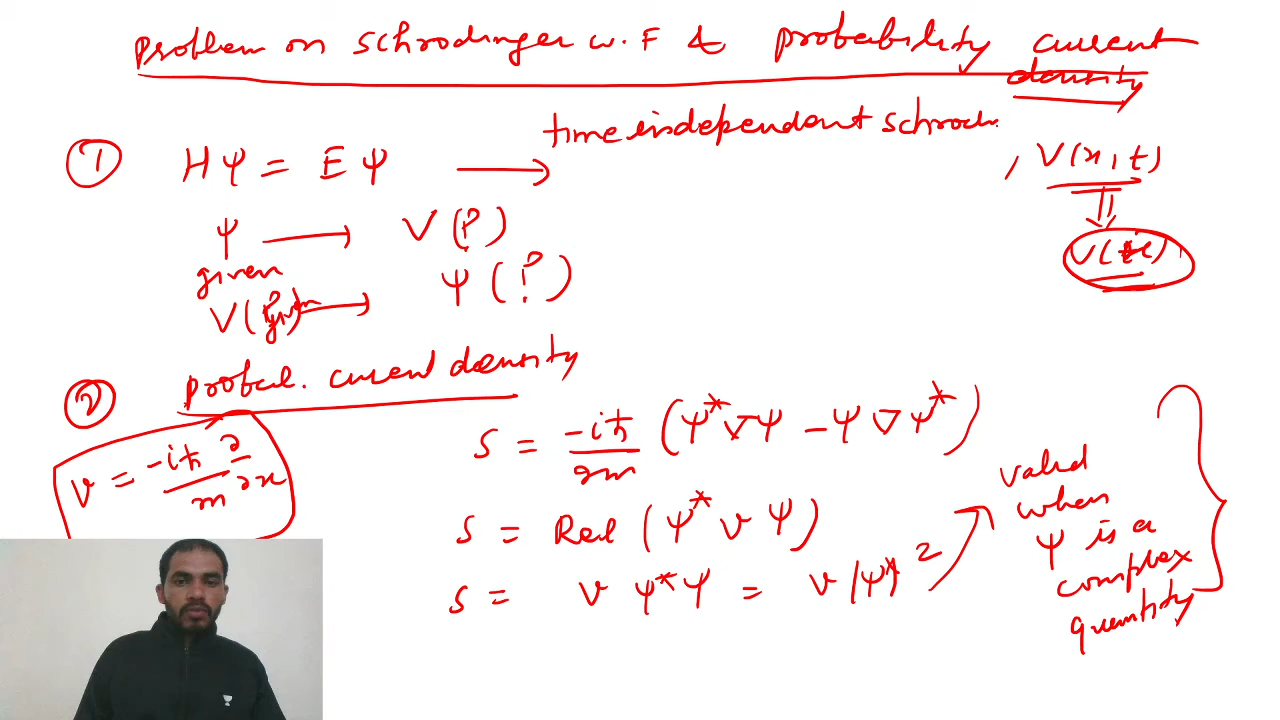 Problem on schrodinger w.F & probability current
density
time independent schrod
① Hψ = Eψ ⟶
, V(x, t)
ψ ⟶ V(?)
given
ψ(?)
⇓
② Probal. current density
S = -iħ/2m (ψ* ∇ψ - ψ ∇ψ*)
v = -iħ/m ∂/∂x
S = Real (ψ* v ψ)
S = v ψ*ψ = v |ψ|²
valid
when
ψ is a
complex
quantity